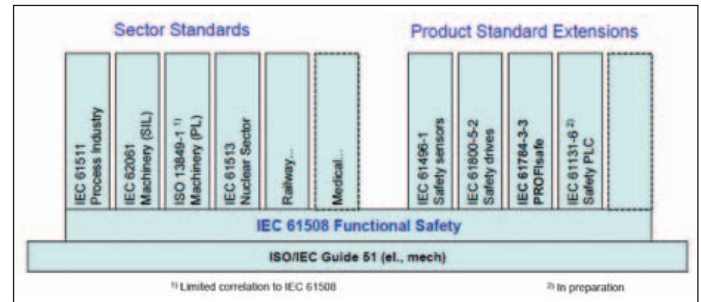 Sector Standards
Product Standard Extensions
IEC 61511
Process Industry
IEC 62061
Machinery (SIL)
ISO 13849-1 ¹⁾
Machinery (PL)
IEC 61513
Nuclear Sector
Railway...
Medical...
IEC 61496-1
Safety sensors
IEC 61800-5-2
Safety drives
IEC 61784-3-3
PROFIsafe
IEC 61131-6 ²⁾
Safety PLC
IEC 61508 Functional Safety
ISO/IEC Guide 51 (el., mech)
¹⁾ Limited correlation to IEC 61508
²⁾ In preparation